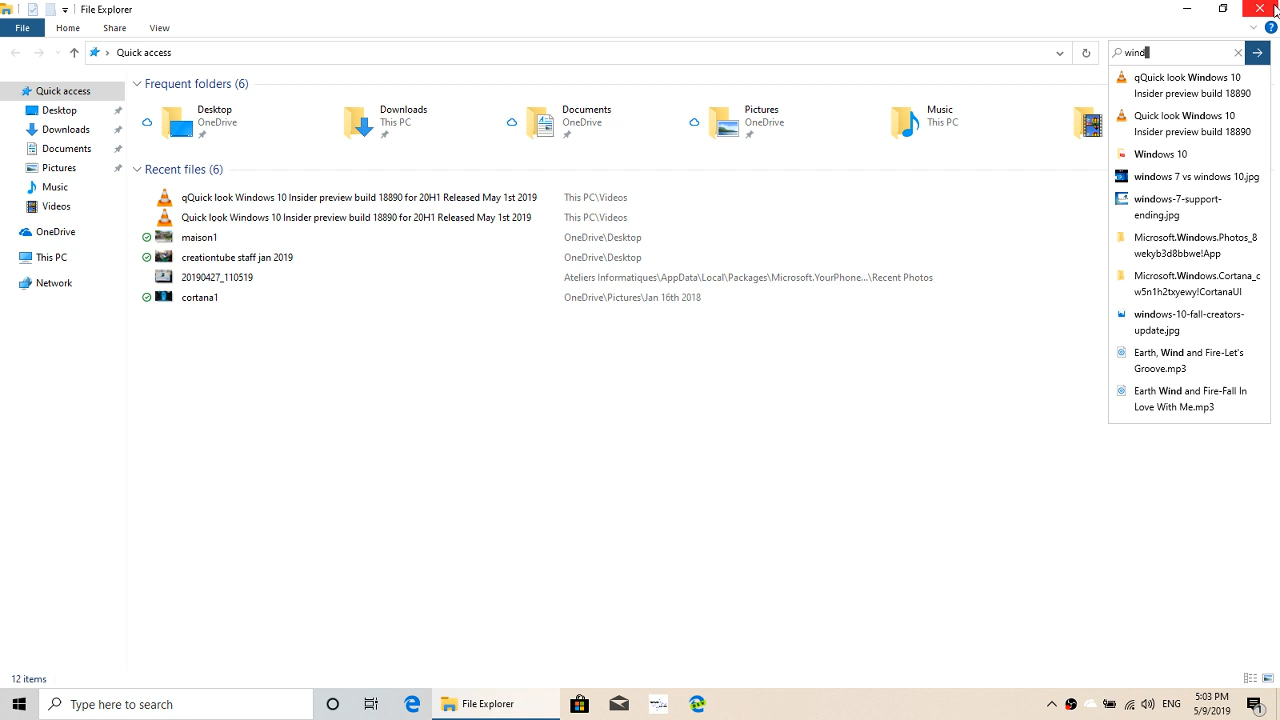 File Explorer
File Home Share View
Quick access
wind
Quick access
Desktop
Downloads
Documents
Pictures
Music
Videos
OneDrive
This PC
Network
Frequent folders (6)
Desktop
OneDrive
Downloads
This PC
Documents
OneDrive
Pictures
OneDrive
Music
This PC
Recent files (6)
qQuick look Windows 10 Insider preview build 18890 for 20H1 Released May 1st 2019 This PC\Videos
Quick look Windows 10 Insider preview build 18890 for 20H1 Released May 1st 2019 This PC\Videos
maison1 OneDrive\Desktop
creationtube staff jan 2019 OneDrive\Desktop
20190427_110519 Ateliers Informatiques\AppData\Local\Packages\Microsoft.YourPhone...\Recent Photos
cortana1 OneDrive\Pictures\Jan 16th 2018
qQuick look Windows 10
Insider preview build 18890
Quick look Windows 10
Insider preview build 18890
Windows 10
windows 7 vs windows 10.jpg
windows-7-support-
ending.jpg
Microsoft.Windows.Photos_8
wekyb3d8bbwe!App
Microsoft.Windows.Cortana_c
w5n1h2txyewy!CortanaUI
windows-10-fall-creators-
update.jpg
Earth, Wind and Fire-Let's
Groove.mp3
Earth Wind and Fire-Fall In
Love With Me.mp3
12 items
Type here to search
File Explorer
ENG
5:03 PM
5/9/2019
1